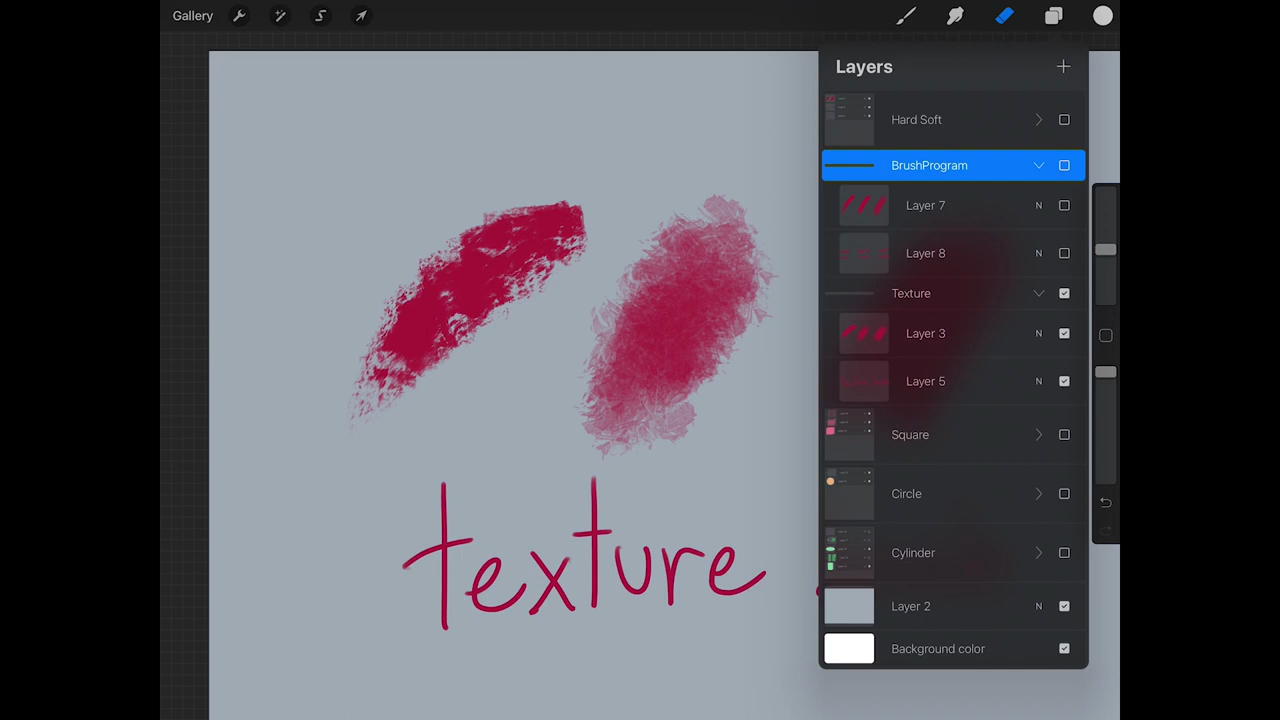 Gallery
Layers
Hard Soft
BrushProgram
Layer 7 N
Layer 8 N
Texture
Layer 3 N
Layer 5 N
Square
Circle
Cylinder
Layer 2 N
Background color
texture